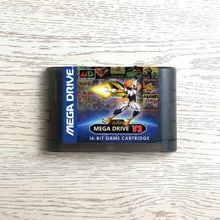 MEGA DRIVE
MEGA DRIVE V3
16-BIT GAME CARTRIDGE